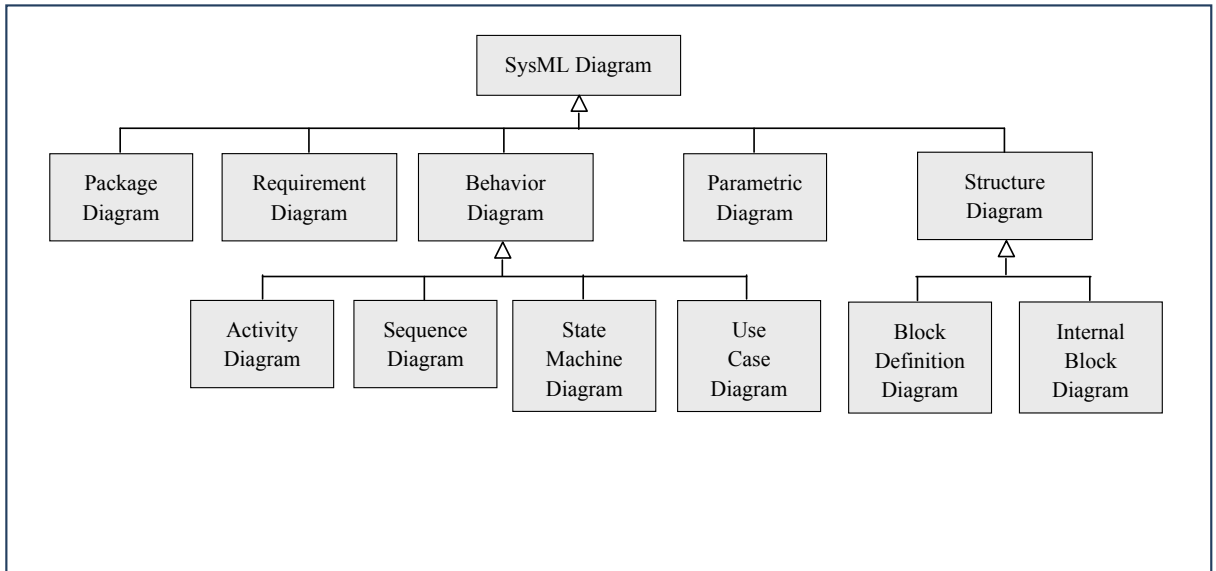 SysML Diagram
Package
Diagram
Requirement
Diagram
Behavior
Diagram
Parametric
Diagram
Structure
Diagram
Activity
Diagram
Sequence
Diagram
State
Machine
Diagram
Use
Case
Diagram
Block
Definition
Diagram
Internal
Block
Diagram